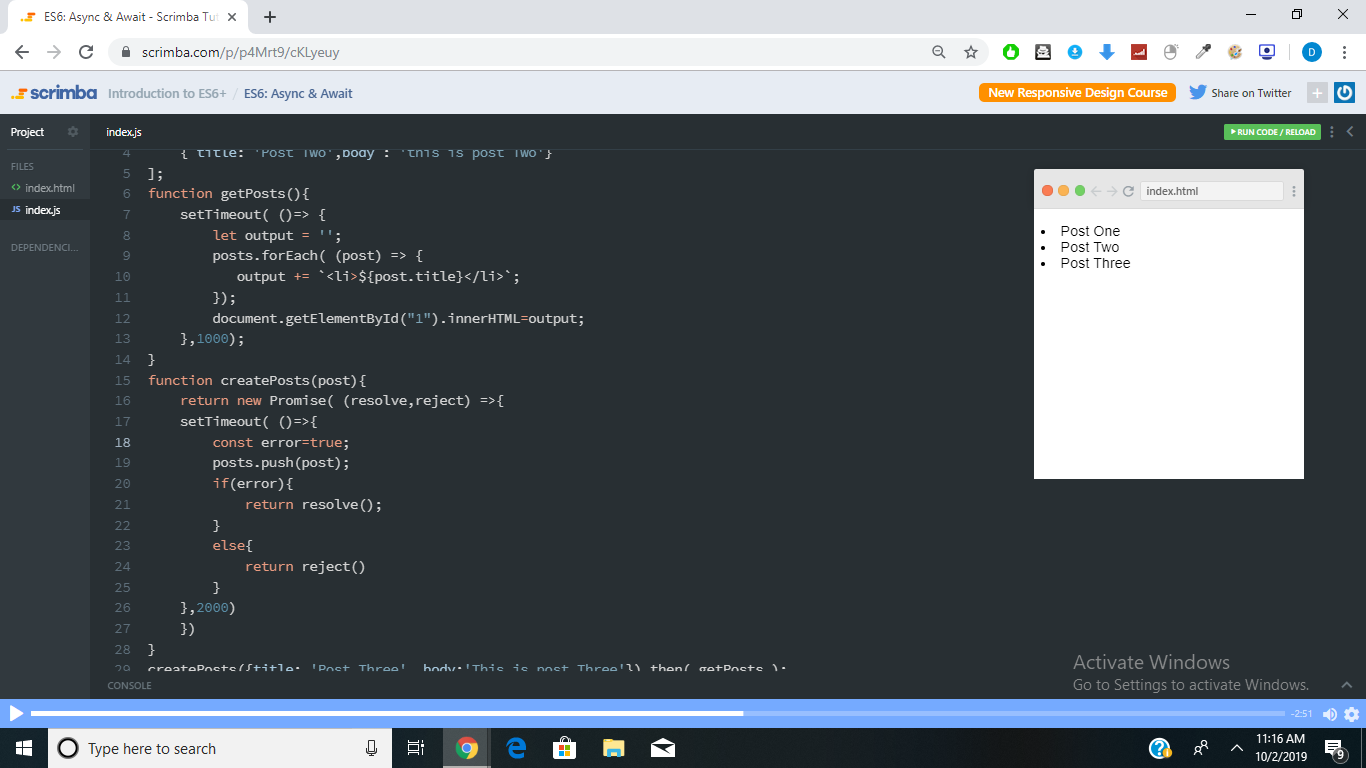 ES6: Async & Await - Scrimba Tut
scrimba.com/p/p4Mrt9/cKLyeuy
D
scrimba Introduction to ES6+ / ES6: Async & Await
New Responsive Design Course
Share on Twitter
Project
index.js
RUN CODE / RELOAD
FILES
index.html
JS index.js
DEPENDENCI...
4 { title: 'Post Two',body : 'this is post Two'}
5 ];
6 function getPosts(){
7 setTimeout( ()=> {
8 let output = '';
9 posts.forEach( (post) => {
10 output += `<li>${post.title}</li>`;
11 });
12 document.getElementById("1").innerHTML=output;
13 },1000);
14 }
15 function createPosts(post){
16 return new Promise( (resolve,reject) =>{
17 setTimeout( ()=>{
18 const error=true;
19 posts.push(post);
20 if(error){
21 return resolve();
22 }
23 else{
24 return reject()
25 }
26 },2000)
27 })
28 }
29 createPosts({title: 'Post Three', body:'This is post Three'}).then( getPosts );
index.html
• Post One
• Post Two
• Post Three
CONSOLE
Activate Windows
Go to Settings to activate Windows.
-2:51
Type here to search
11:16 AM
10/2/2019
9